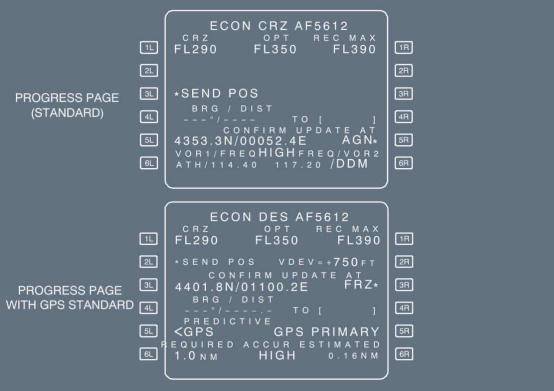 ECON CRZ AF5612
CRZ OPT REC MAX
1L FL290 FL350 FL390 1R
2L 2R
PROGRESS PAGE
(STANDARD)
3L *SEND POS 3R
BRG / DIST
4L ---°/---- TO [ ] 4R
CONFIRM UPDATE AT
5L 4353.3N/00052.4E AGN* 5R
VOR1/FREQ HIGH FREQ/VOR2
6L ATH/114.40 117.20 /DDM 6R
ECON DES AF5612
CRZ OPT REC MAX
1L FL290 FL350 FL390 1R
2L *SEND POS VDEV=+750FT 2R
CONFIRM UPDATE AT
3L 4401.8N/01100.2E FRZ* 3R
PROGRESS PAGE
WITH GPS STANDARD
BRG / DIST
4L ---°/----.- TO [ ] 4R
PREDICTIVE
5L <GPS GPS PRIMARY 5R
REQUIRED ACCUR ESTIMATED
6L 1.0NM HIGH 0.16NM 6R